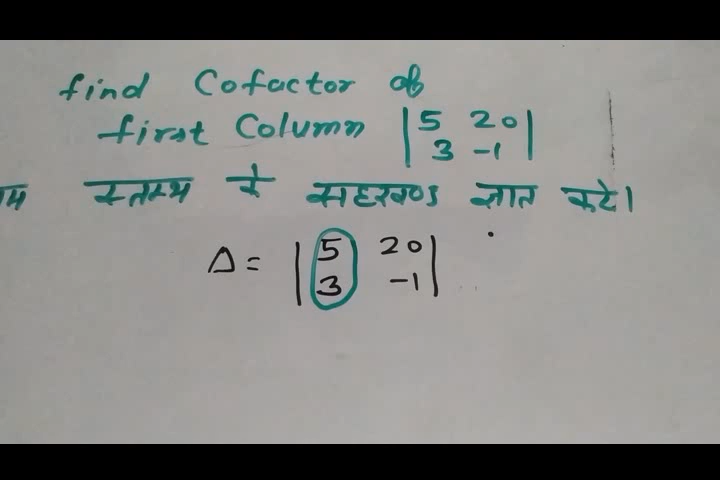 find Cofactor of
first Column |5 20|
|3 -1|
स्तम्भ के सहखण्ड ज्ञात करे।
Δ = |5 20|
|3 -1|